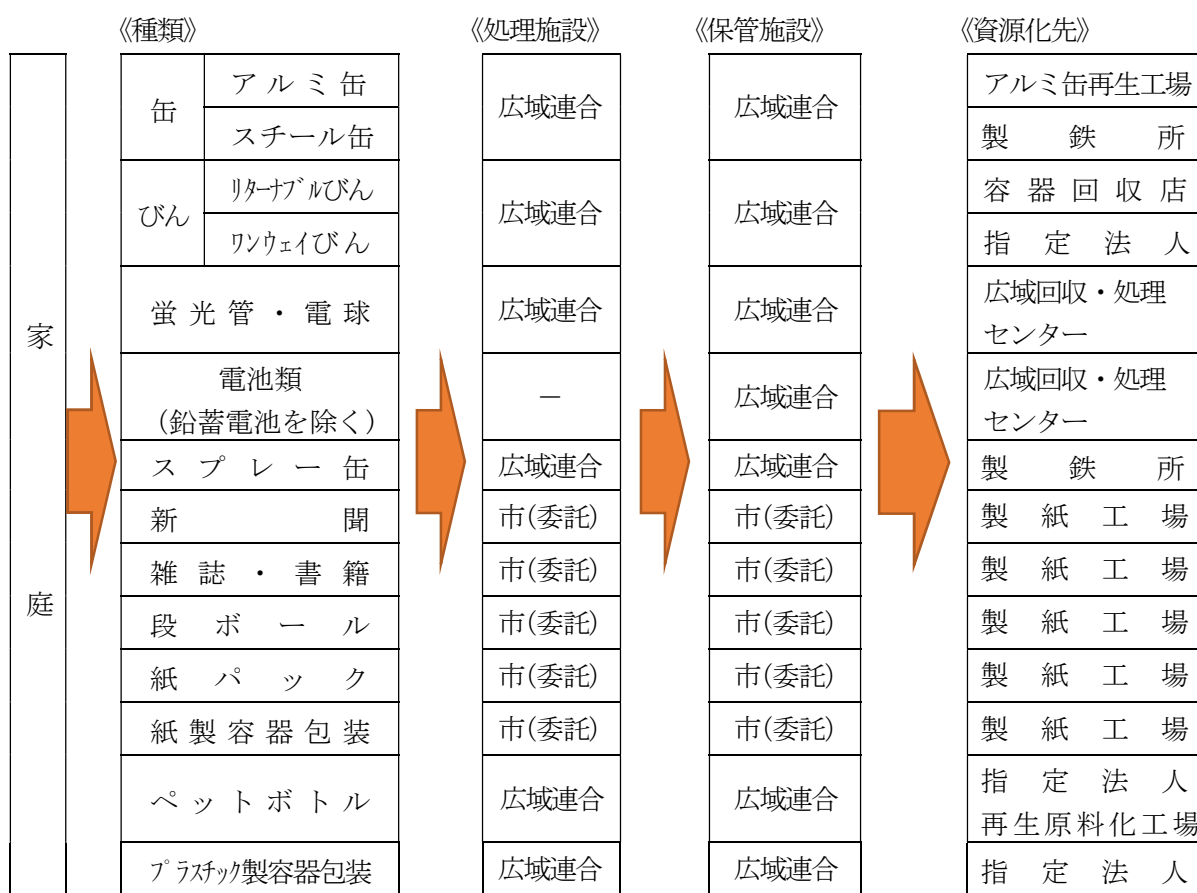 《種類》 《処理施設》 《保管施設》 《資源化先》
家庭
缶 アルミ缶 広域連合 広域連合 アルミ缶再生工場
スチール缶 製鉄所
びん リターナブルびん 広域連合 広域連合 容器回収店
ワンウェイびん 指定法人
蛍光管・電球 広域連合 広域連合 広域回収・処理
センター
電池類 － 広域連合 広域回収・処理
(鉛蓄電池を除く) センター
スプレー缶 広域連合 広域連合 製鉄所
新聞 市(委託) 市(委託) 製紙工場
雑誌・書籍 市(委託) 市(委託) 製紙工場
段ボール 市(委託) 市(委託) 製紙工場
紙パック 市(委託) 市(委託) 製紙工場
紙製容器包装 市(委託) 市(委託) 製紙工場
ペットボトル 広域連合 広域連合 指定法人
再生原料化工場
プラスチック製容器包装 広域連合 広域連合 指定法人